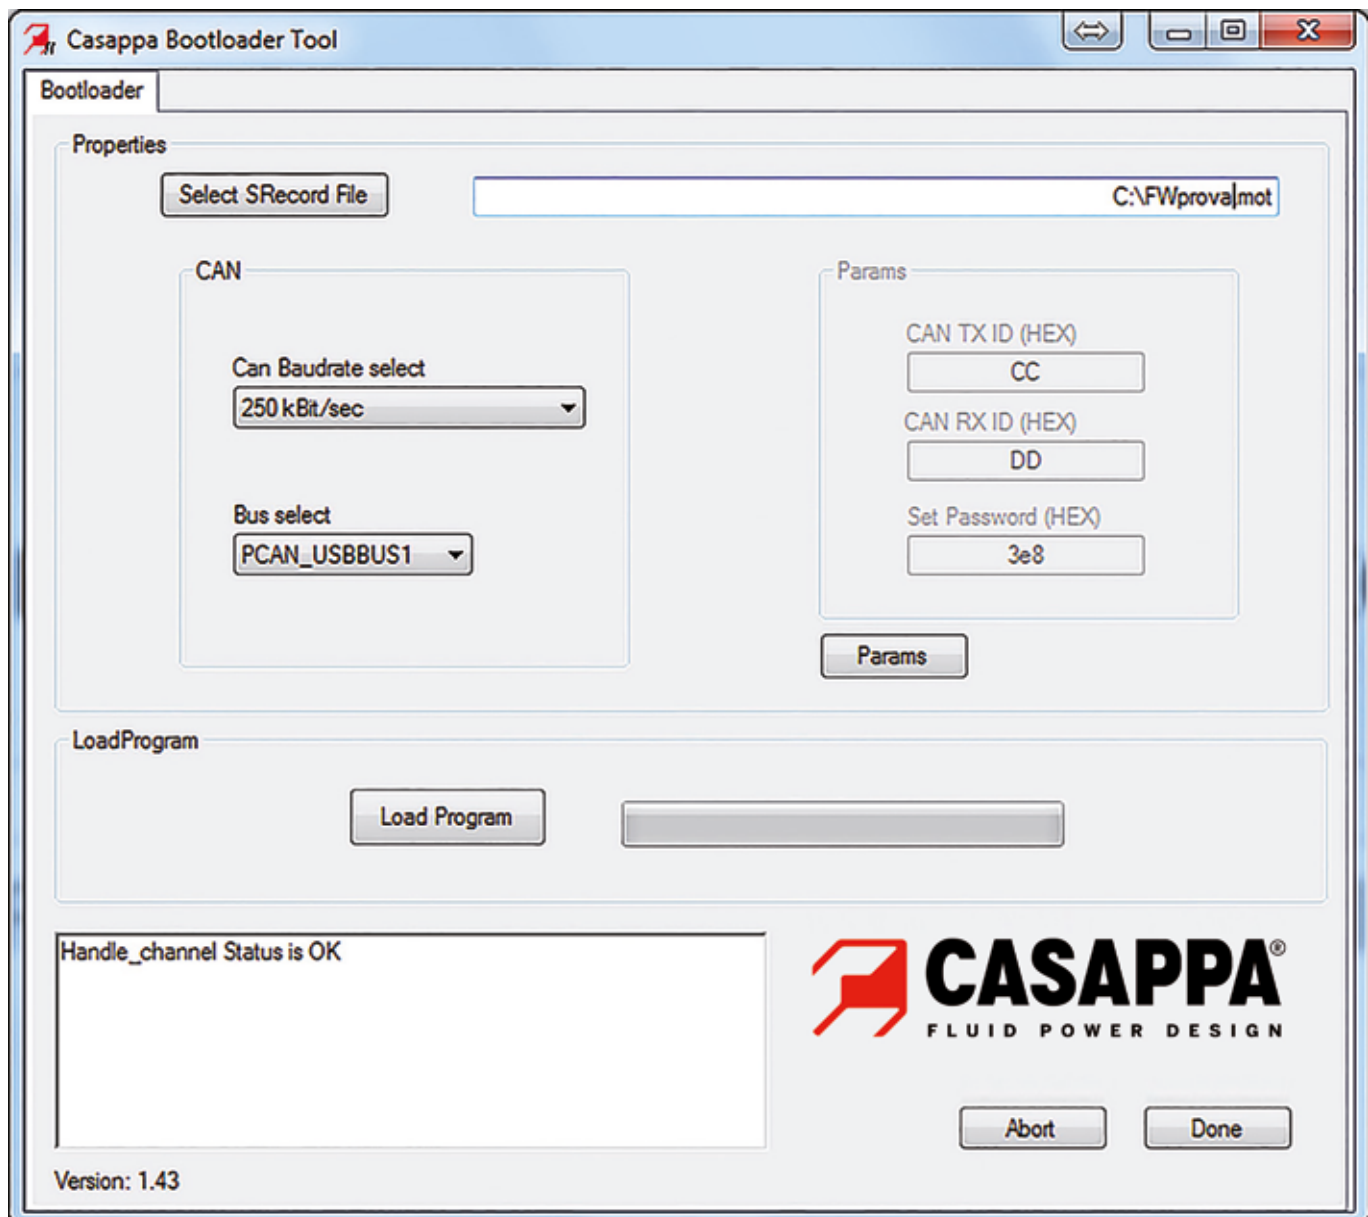 Casappa Bootloader Tool
Bootloader
Properties
Select SRecord File
C:\FWprova.mot
CAN
Can Baudrate select
250 kBit/sec
Bus select
PCAN_USBBUS1
Params
CAN TX ID (HEX)
CC
CAN RX ID (HEX)
DD
Set Password (HEX)
3e8
Params
LoadProgram
Load Program
Handle_channel Status is OK
CASAPPA®
FLUID POWER DESIGN
Abort
Done
Version: 1.43